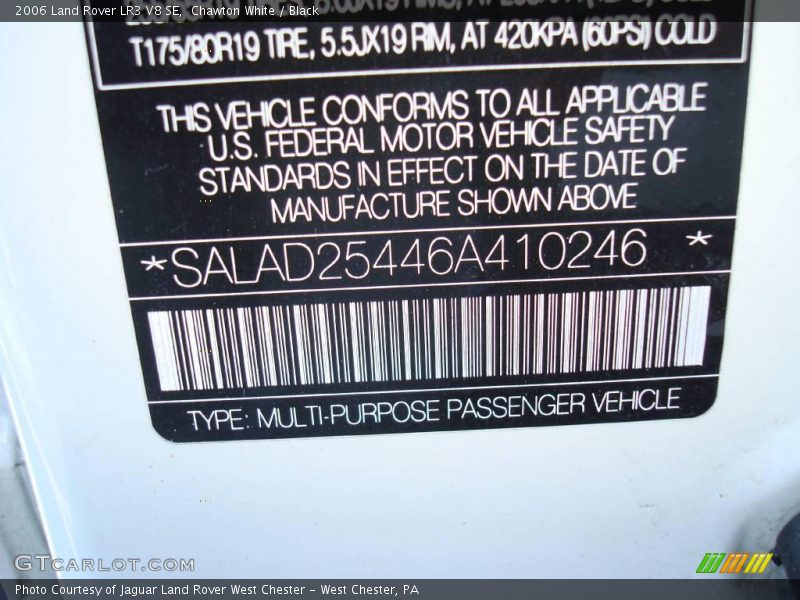 2006 Land Rover LR3 V8 SE, Chawton White / Black
T175/80R19 TIRE, 5.5JX19 RIM, AT 420KPA (60PSI) COLD
THIS VEHICLE CONFORMS TO ALL APPLICABLE
U.S. FEDERAL MOTOR VEHICLE SAFETY
STANDARDS IN EFFECT ON THE DATE OF
MANUFACTURE SHOWN ABOVE
*SALAD25446A410246 *
TYPE: MULTI-PURPOSE PASSENGER VEHICLE
GTCARLOT.COM
Photo Courtesy of Jaguar Land Rover West Chester - West Chester, PA